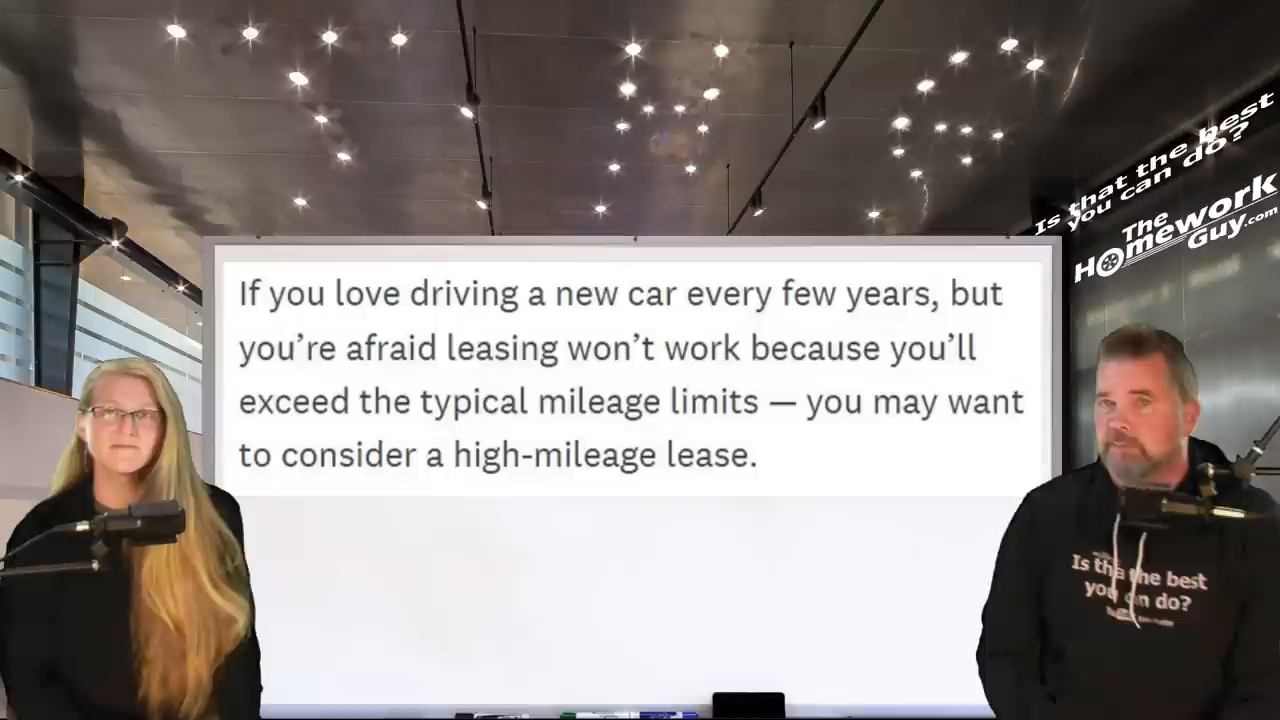 Is that the best
you can do?
The
Homework
Guy.com
If you love driving a new car every few years, but
you’re afraid leasing won’t work because you’ll
exceed the typical mileage limits — you may want
to consider a high-mileage lease.
Is tha the best
you can do?